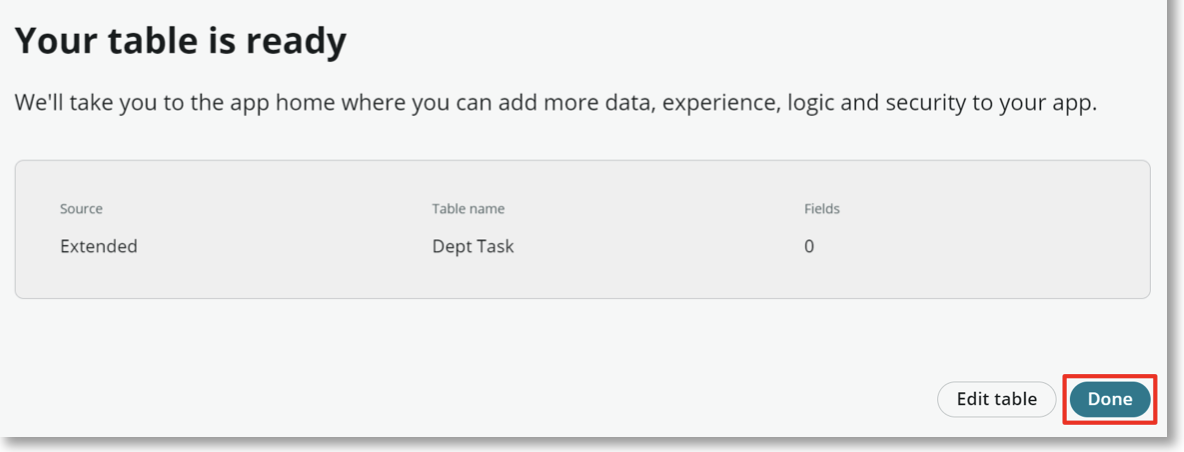 Your table is ready
We'll take you to the app home where you can add more data, experience, logic and security to your app.
Source Table name Fields
Extended Dept Task 0
Edit table Done